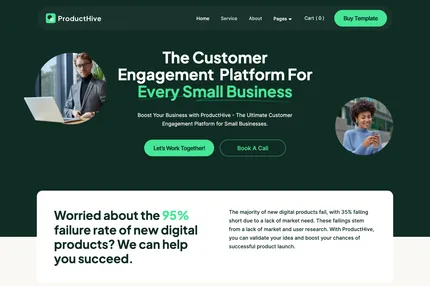 ProductHive
Home Service About Pages Cart ( 0 ) Buy Template
The Customer
Engagement Platform For
Every Small Business
Boost Your Business with ProductHive - The Ultimate Customer
Engagement Platform for Small Businesses.
Let's Work Together! Book A Call
Worried about the 95%
failure rate of new digital
products? We can help
you succeed.
The majority of new digital products fail, with 35% falling
short due to a lack of market need. These failings stem
from a lack of market and user research. With ProductHive,
you can validate your idea and boost your chances of
successful product launch.